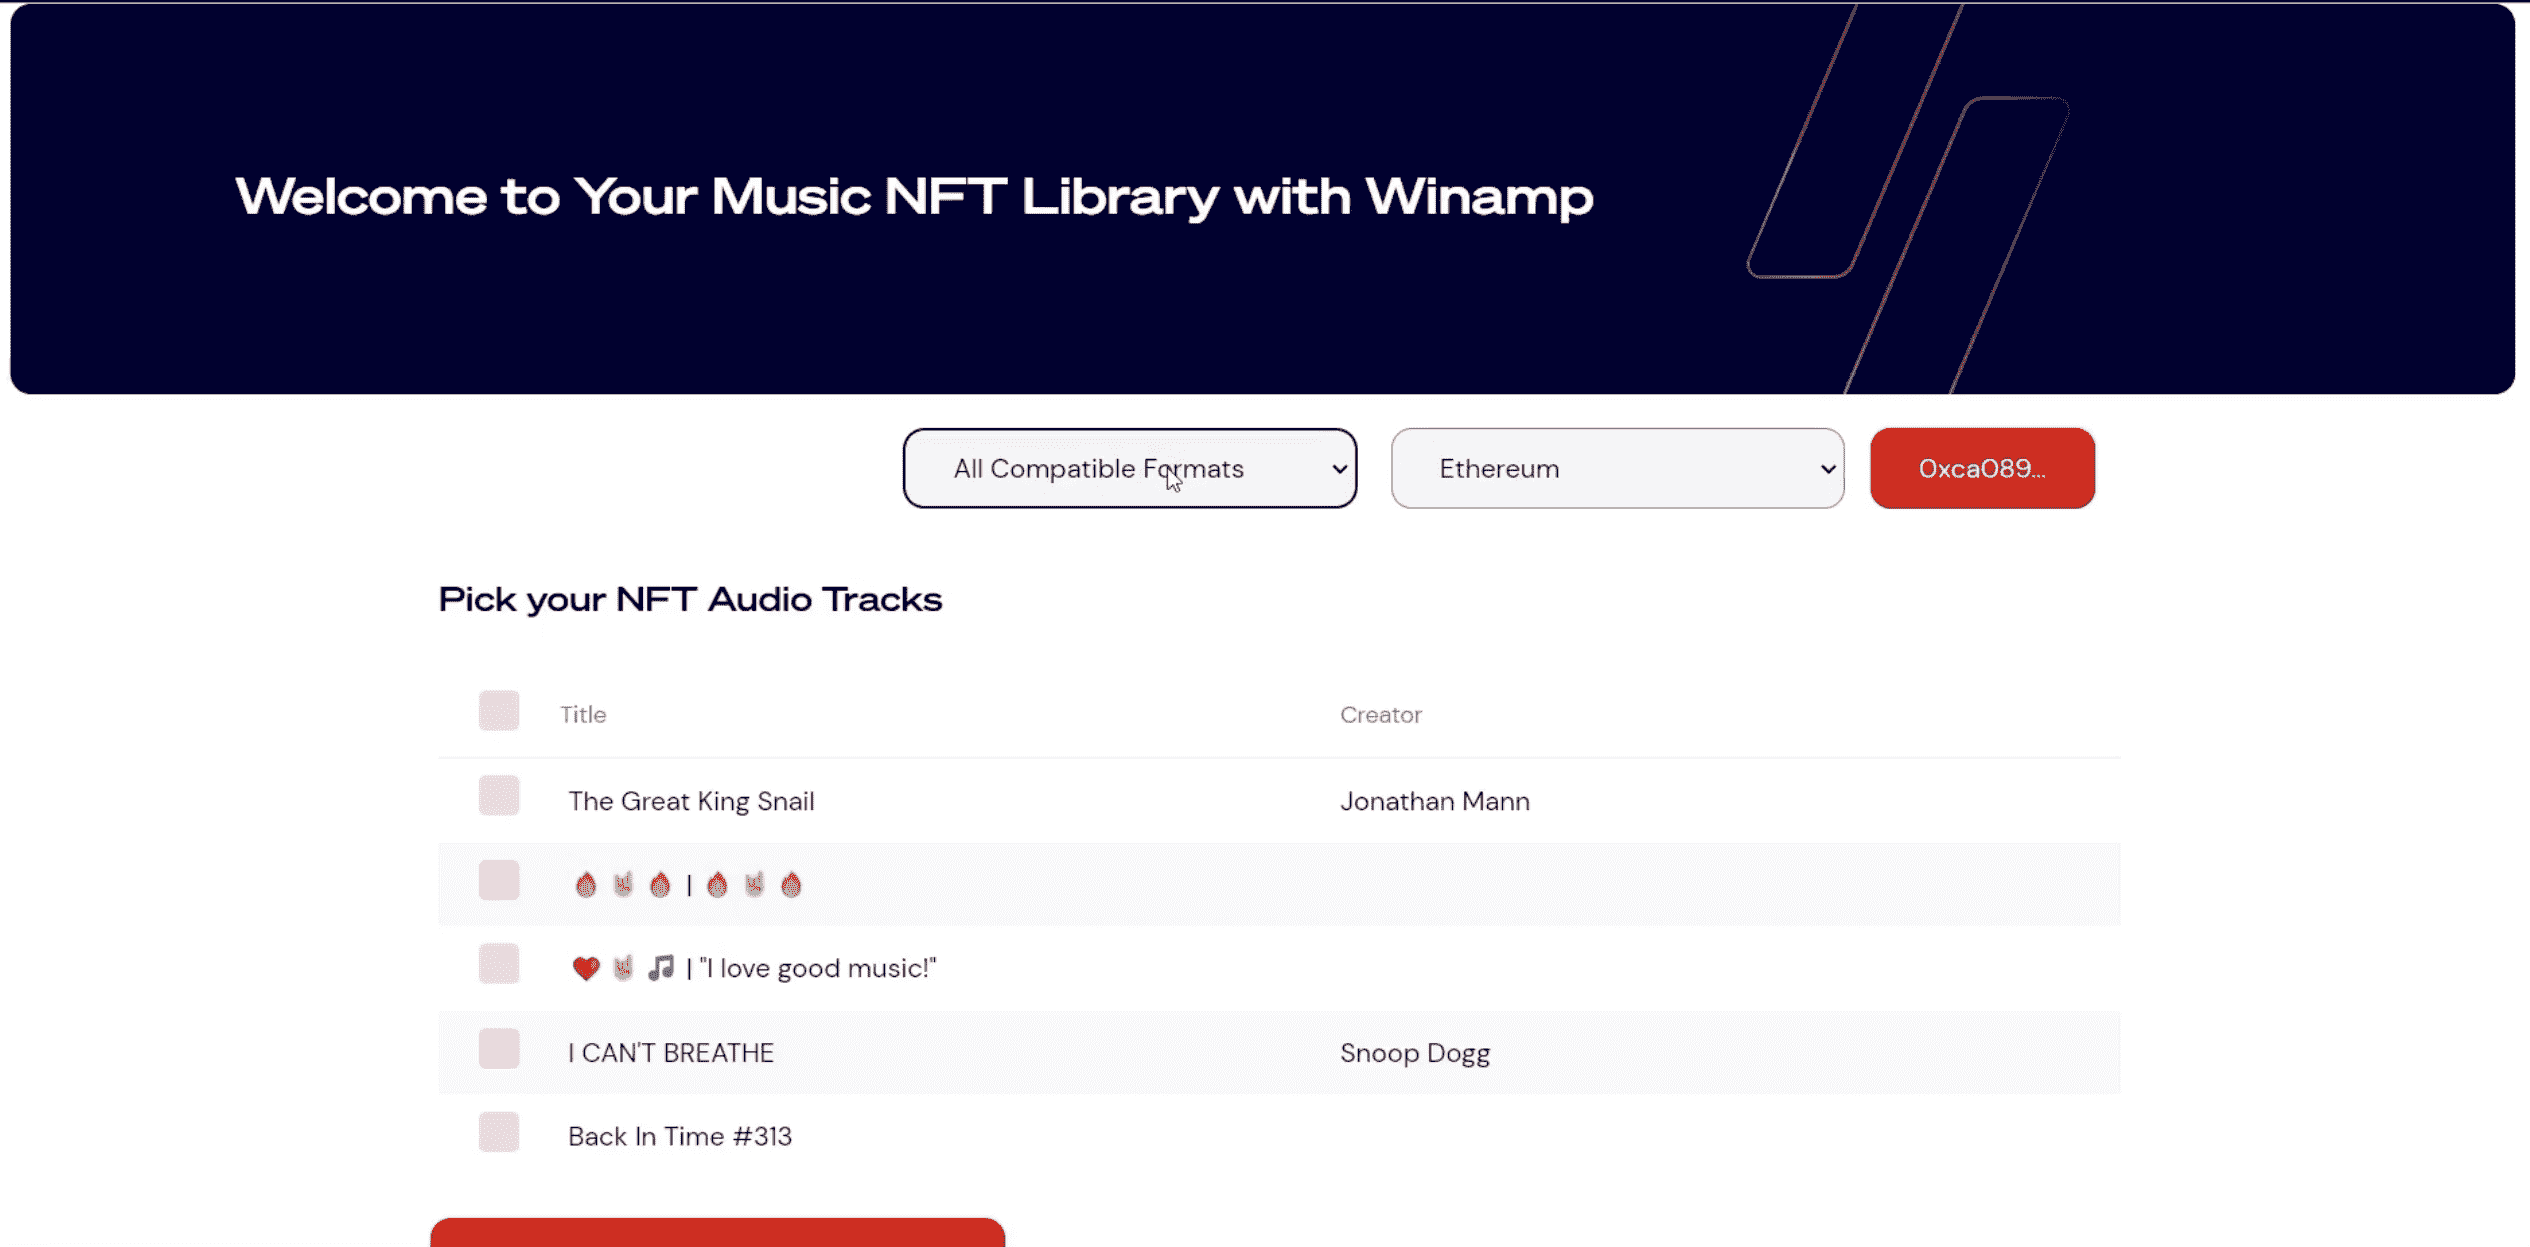 Welcome to Your Music NFT Library with Winamp
All Compatible Formats Ethereum 0xca089...
Pick your NFT Audio Tracks
Title Creator
The Great King Snail Jonathan Mann
🔥 🤘 🔥 | 🔥 🤘 🔥
❤️ 🤘 🎵 | "I love good music!"
I CAN'T BREATHE Snoop Dogg
Back In Time #313